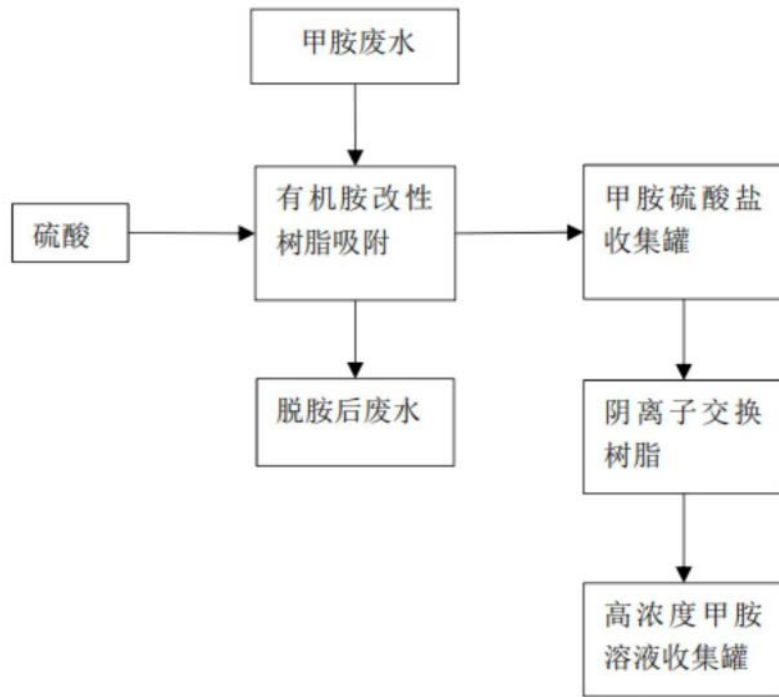 甲胺废水
有机胺改性
树脂吸附
硫酸
甲胺硫酸盐
收集罐
脱胺后废水
阴离子交换
树脂
高浓度甲胺
溶液收集罐